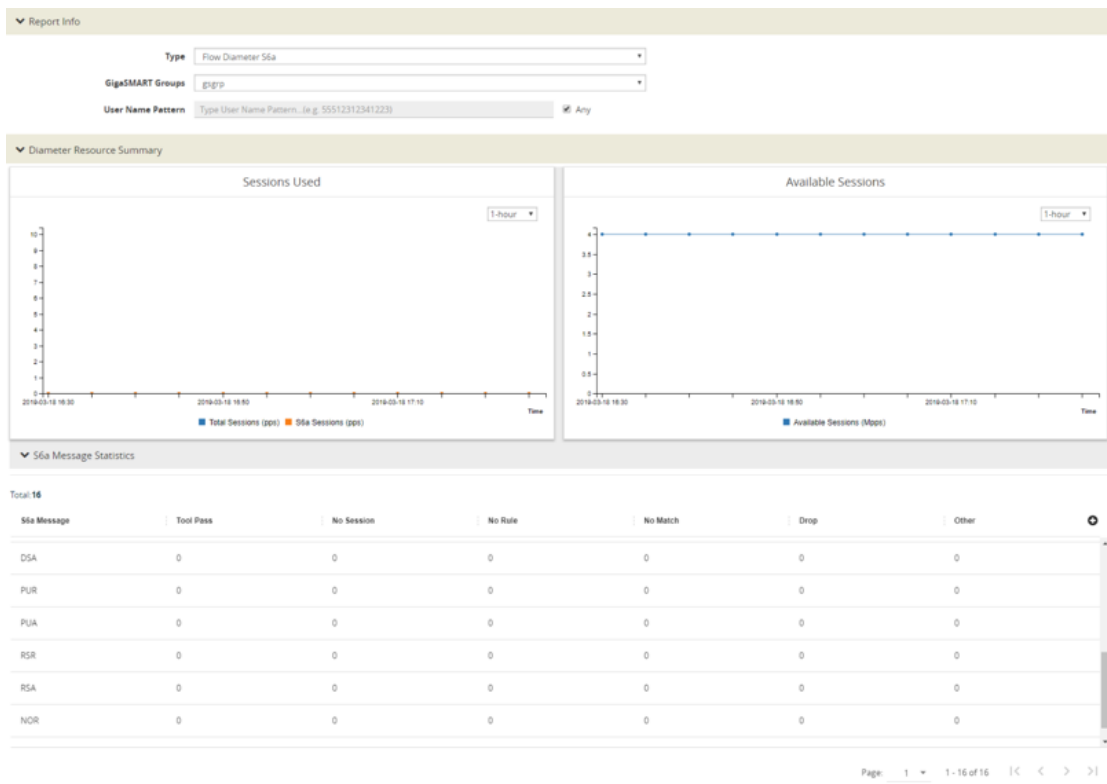 Report Info
Type Flow Diameter S6a
GigaSMART Groups gsgrp
User Name Pattern Type User Name Pattern...(e.g. 55512312341223) Any
Diameter Resource Summary
Sessions Used
1-hour
10
9
8
7
6
5
4
3
2
1
0
2019-03-18 16:30 2019-03-18 16:50 2019-03-18 17:10
Time
Total Sessions (pps) S6a Sessions (pps)
Available Sessions
1-hour
4
3.5
3
2.5
2
1.5
1
0.5
0
2019-03-18 16:30 2019-03-18 16:50 2019-03-18 17:10
Time
Available Sessions (Mpps)
S6a Message Statistics
Total:16
S6a Message Tool Pass No Session No Rule No Match Drop Other
DSA 0 0 0 0 0 0
PUR 0 0 0 0 0 0
PUA 0 0 0 0 0 0
RSR 0 0 0 0 0 0
RSA 0 0 0 0 0 0
NOR 0 0 0 0 0 0
Page: 1 1 - 16 of 16